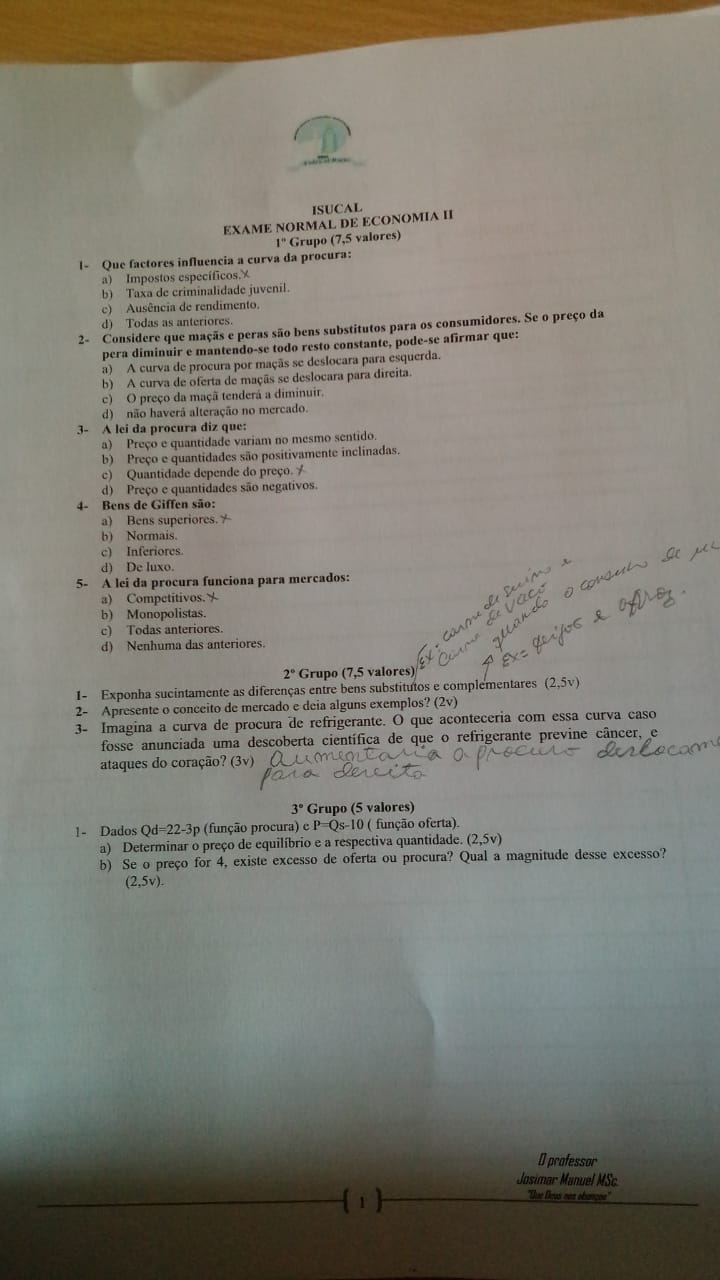 ISUCAL
EXAME NORMAL DE ECONOMIA II
1º Grupo (7,5 valores)
1- Que factores influencia a curva da procura:
a) Impostos específicos. X
b) Taxa de criminalidade juvenil.
c) Ausência de rendimento.
d) Todas as anteriores.
2- Considere que maçãs e peras são bens substitutos para os consumidores. Se o preço da
pera diminuir e mantendo-se todo resto constante, pode-se afirmar que:
a) A curva de procura por maçãs se deslocara para esquerda.
b) A curva de oferta de maçãs se deslocara para direita.
c) O preço da maçã tenderá a diminuir.
d) não haverá alteração no mercado.
3- A lei da procura diz que:
a) Preço e quantidade variam no mesmo sentido.
b) Preço e quantidades são positivamente inclinadas.
c) Quantidade depende do preço. X
d) Preço e quantidades são negativos.
4- Bens de Giffen são:
a) Bens superiores. X
b) Normais.
c) Inferiores.
d) De luxo.
5- A lei da procura funciona para mercados:
a) Competitivos. X
b) Monopolistas.
c) Todas anteriores.
d) Nenhuma das anteriores.
Ex: carne de suino e
carne de vaca
quando o consumo de
Ex= feijos e arroz.
2º Grupo (7,5 valores)
1- Exponha sucintamente as diferenças entre bens substitutos e complementares (2,5v)
2- Apresente o conceito de mercado e deia alguns exemplos? (2v)
3- Imagina a curva de procura de refrigerante. O que aconteceria com essa curva caso
fosse anunciada uma descoberta científica de que o refrigerante previne câncer, e
ataques do coração? (3v) Aumentaria a procura
para direita
3º Grupo (5 valores)
1- Dados Qd=22-3p (função procura) e P=Qs-10 ( função oferta).
a) Determinar o preço de equilíbrio e a respectiva quantidade. (2,5v)
b) Se o preço for 4, existe excesso de oferta ou procura? Qual a magnitude desse excesso?
(2,5v).
O professor
Josimar Manuel MSc.
"Que Deus nos abençoe"
1